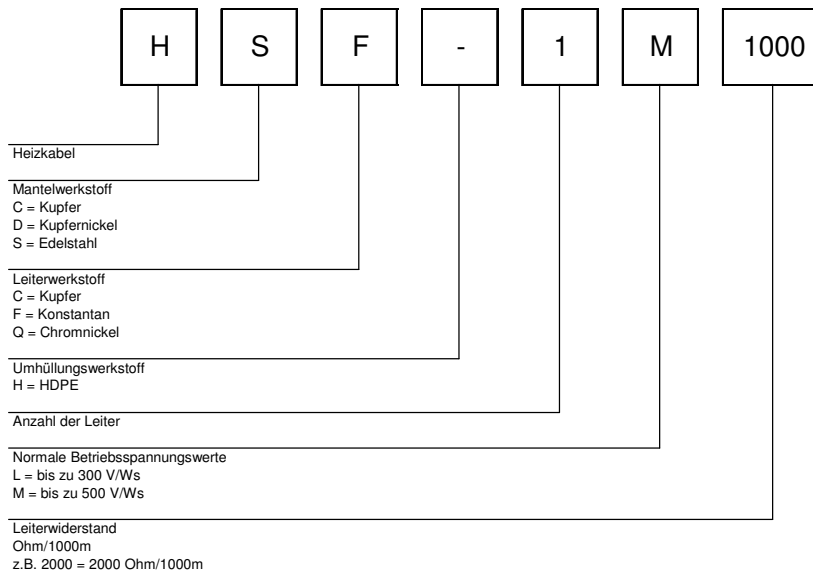 H S F - 1 M 1000
Heizkabel
Mantelwerkstoff
C = Kupfer
D = Kupfernickel
S = Edelstahl
Leiterwerkstoff
C = Kupfer
F = Konstantan
Q = Chromnickel
Umhüllungswerkstoff
H = HDPE
Anzahl der Leiter
Normale Betriebsspannungswerte
L = bis zu 300 V/Ws
M = bis zu 500 V/Ws
Leiterwiderstand
Ohm/1000m
z.B. 2000 = 2000 Ohm/1000m